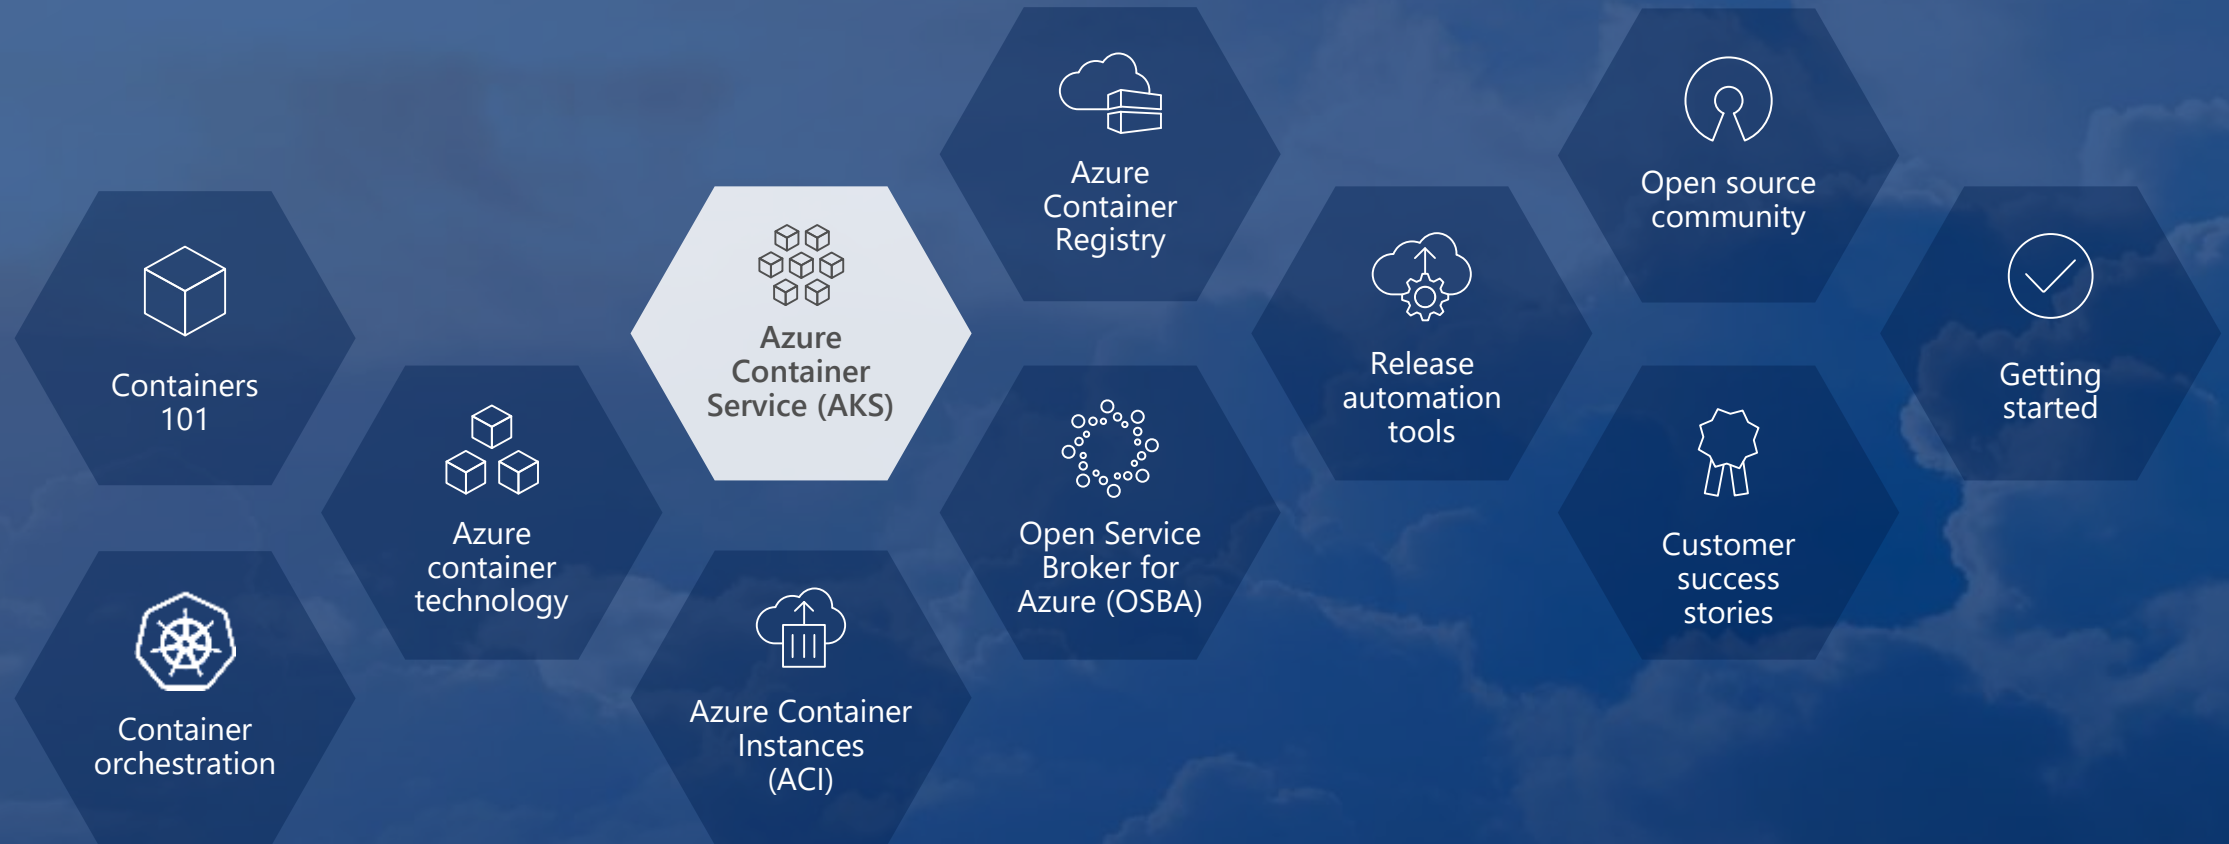 Containers
101
Container
orchestration
Azure
container
technology
Azure
Container
Service (AKS)
Azure Container
Instances
(ACI)
Azure
Container
Registry
Open Service
Broker for
Azure (OSBA)
Release
automation
tools
Open source
community
Customer
success
stories
Getting
started